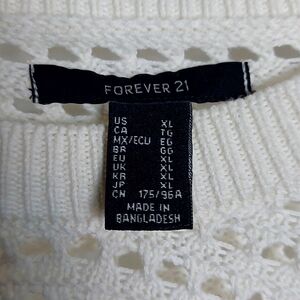 FOREVER 21
US XL
CA TG
MX/ECU EG
BR GG
EU XL
UK XL
KR XL
JP XL
CN 175/96A
MADE IN
BANGLADESH